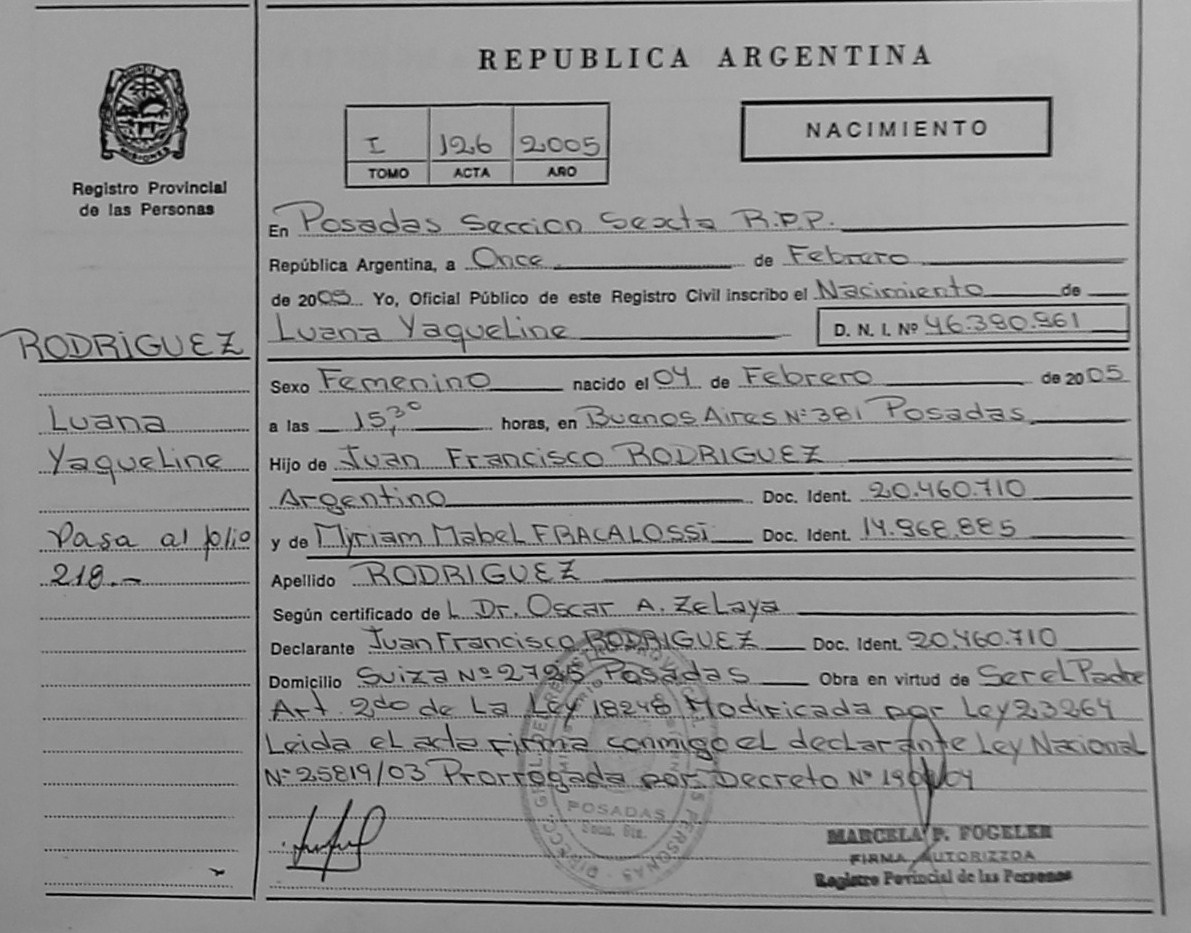 REPUBLICA ARGENTINA
MISIONES
Registro Provincial
de las Personas
I 126 2005
TOMO ACTA AÑO
NACIMIENTO
En Posadas Seccion Sexta R.P.P.
República Argentina, a Once de Febrero
de 2005 Yo, Oficial Público de este Registro Civil inscribo el Nacimiento de
Luana Yaqueline D. N. I. Nº 46.390.961
RODRIGUEZ
Luana
Yaqueline
Pasa al folio
218.-
Sexo Femenino nacido el 04 de Febrero de 2005
a las 15,30 horas, en Buenos Aires Nº 381 Posadas
Hijo de Juan Francisco RODRIGUEZ
Argentino Doc. Ident. 20.460.710
y de Myriam Mabel FRACALOSSI Doc. Ident. 14.968.885
Apellido RODRIGUEZ
Según certificado de L Dr. Oscar A. Zelaya
Declarante Juan Francisco RODRIGUEZ Doc. Ident. 20.460.710
Domicilio Suiza Nº 2725 Posadas Obra en virtud de Ser el Padre
Art. 2do de La Ley 18248 Modificada por Ley 23264
Leida el acta firma conmigo el declarante Ley Nacional
Nº 25819/03 Prorrogada por Decreto Nº
POSADAS
MARCELA P. FOGELER
FIRMA AUTORIZZDA
Registro Povincial de las Personas